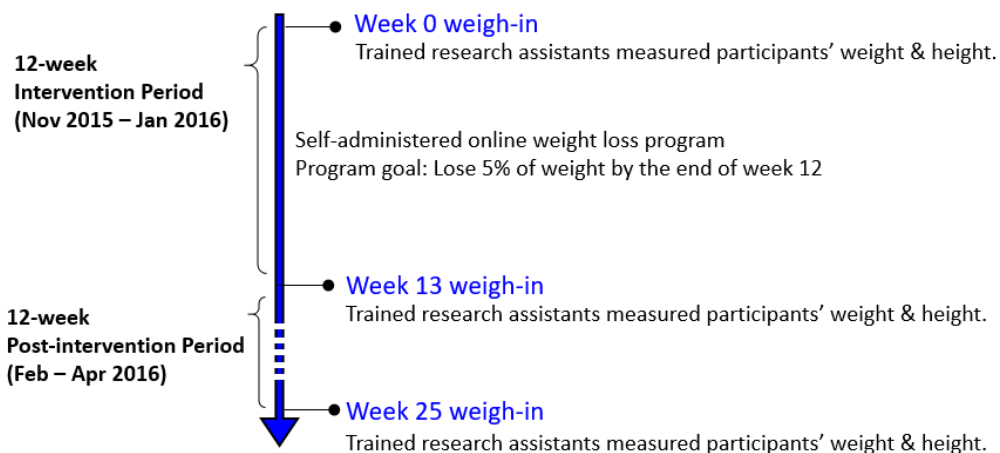 Week 0 weigh-in
Trained research assistants measured participants’ weight & height.
12-week
Intervention Period
(Nov 2015 – Jan 2016)
Self-administered online weight loss program
Program goal: Lose 5% of weight by the end of week 12
Week 13 weigh-in
Trained research assistants measured participants’ weight & height.
12-week
Post-intervention Period
(Feb – Apr 2016)
Week 25 weigh-in
Trained research assistants measured participants’ weight & height.